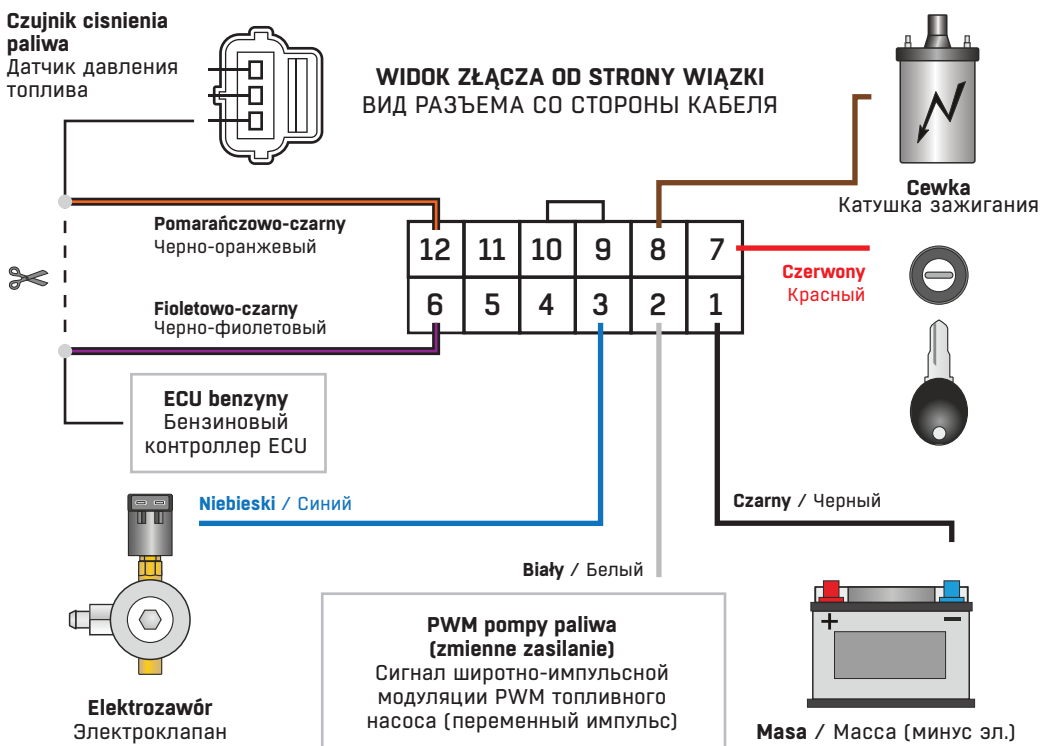 Czujnik cisnienia
paliwa
Датчик давления
топлива
WIDOK ZŁĄCZA OD STRONY WIĄZKI
ВИД РАЗЪЕМА СО СТОРОНЫ КАБЕЛЯ
Cewka
Катушка зажигания
Pomarańczowo-czarny
Черно-оранжевый
12 11 10 9 8 7
Czerwony
Красный
Fioletowo-czarny
Черно-фиолетовый
6 5 4 3 2 1
ECU benzyny
Бензиновый
контроллер ECU
Niebieski / Синий
Czarny / Черный
Biały / Белый
PWM pompy paliwa
(zmienne zasilanie)
Сигнал широтно-импульсной
модуляции PWM топливного
насоса (переменный импульс)
+ −
Elektrozawór
Электроклапан
Masa / Масса (минус эл.)